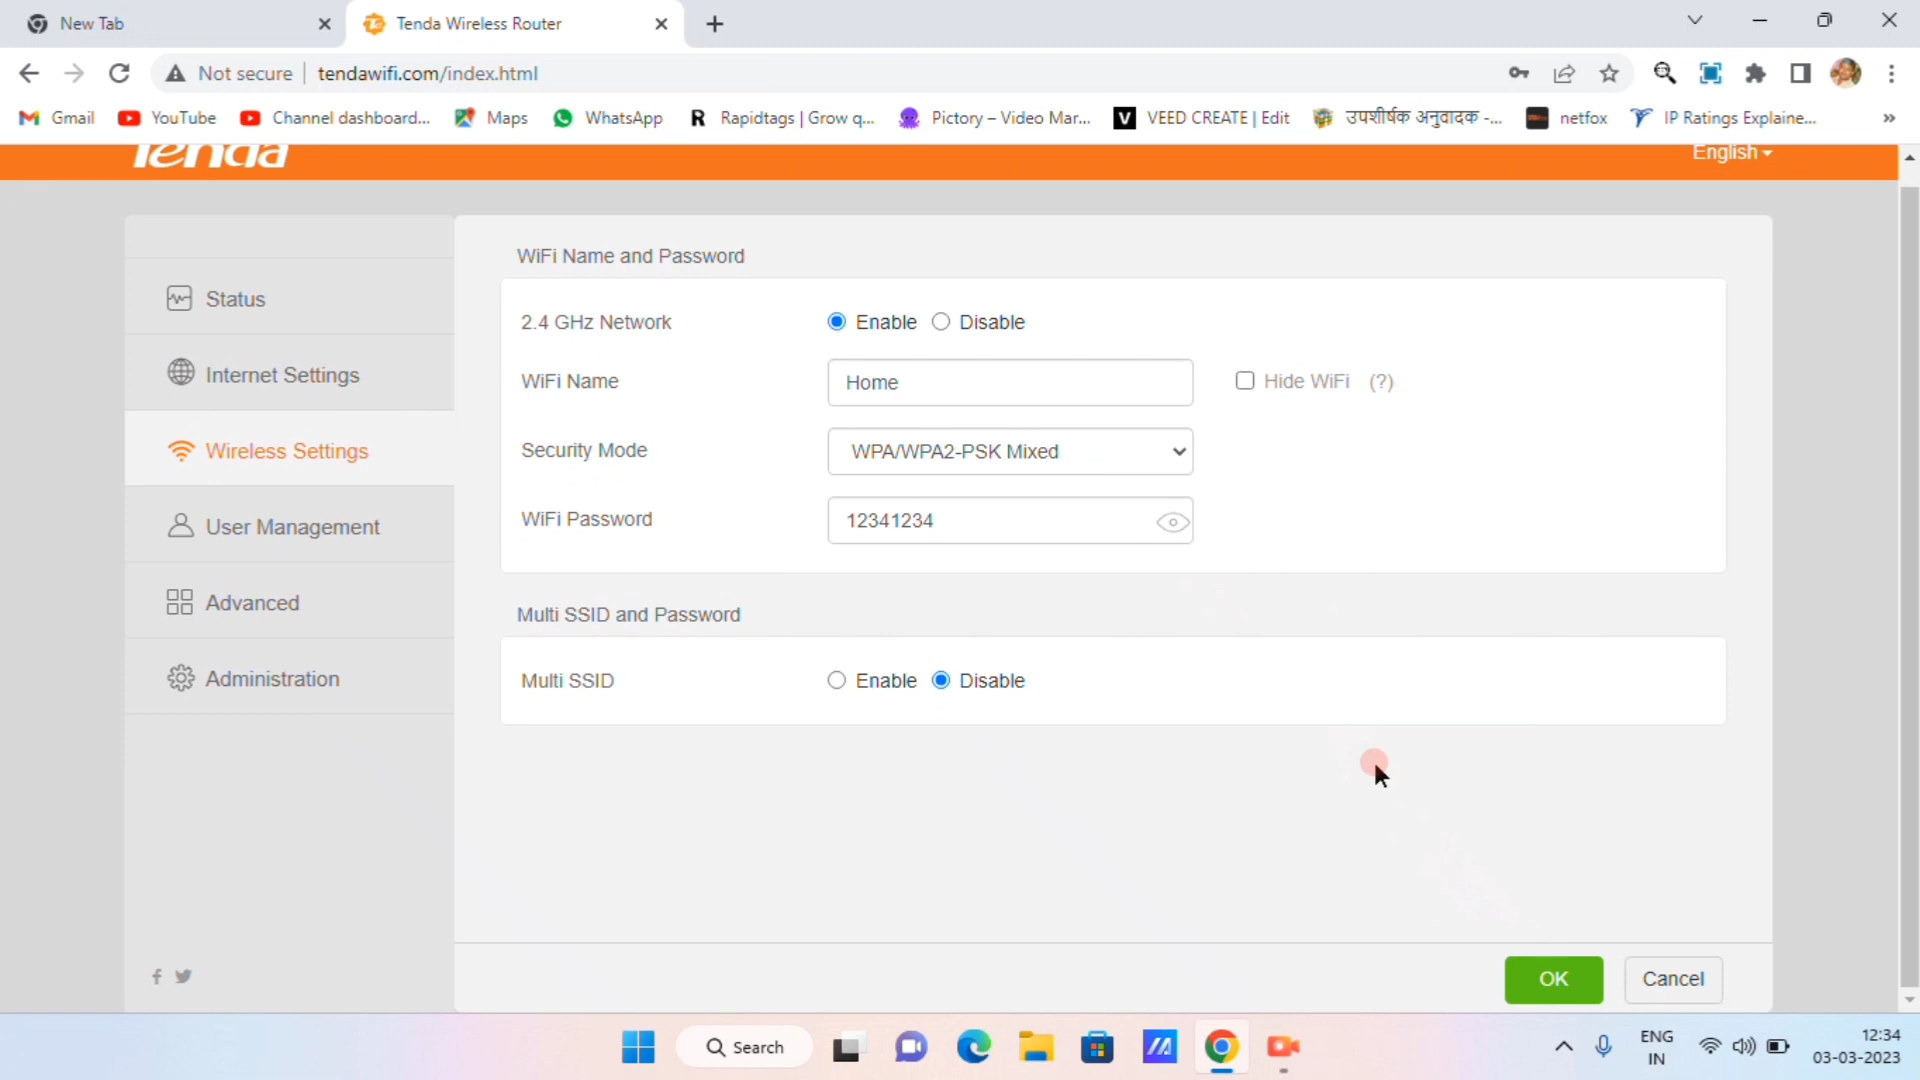 New Tab
Tenda Wireless Router
Not secure tendawifi.com/index.html
Gmail YouTube Channel dashboard... Maps WhatsApp Rapidtags | Grow q... Pictory – Video Mar... VEED CREATE | Edit उपशीर्षक अनुवादक -... netfox IP Ratings Explaine... »
Tenda
English
Status
Internet Settings
Wireless Settings
User Management
Advanced
Administration
WiFi Name and Password
2.4 GHz Network Enable Disable
WiFi Name Home Hide WiFi (?)
Security Mode WPA/WPA2-PSK Mixed
WiFi Password 12341234
Multi SSID and Password
Multi SSID Enable Disable
OK Cancel
Search
ENG
IN
12:34
03-03-2023